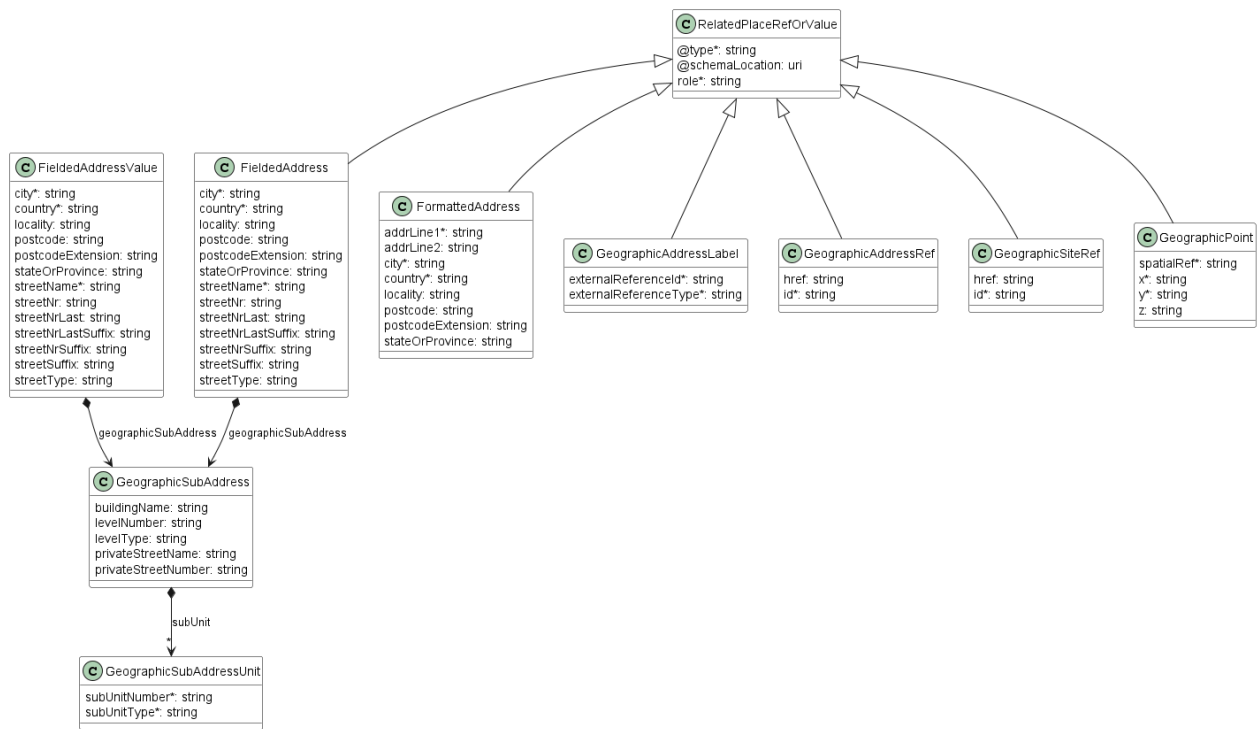 C RelatedPlaceRefOrValue
@type*: string
@schemaLocation: uri
role*: string
C FieldedAddressValue
city*: string
country*: string
locality: string
postcode: string
postcodeExtension: string
stateOrProvince: string
streetName*: string
streetNr: string
streetNrLast: string
streetNrLastSuffix: string
streetNrSuffix: string
streetSuffix: string
streetType: string
C FieldedAddress
city*: string
country*: string
locality: string
postcode: string
postcodeExtension: string
stateOrProvince: string
streetName*: string
streetNr: string
streetNrLast: string
streetNrLastSuffix: string
streetNrSuffix: string
streetSuffix: string
streetType: string
C FormattedAddress
addrLine1*: string
addrLine2: string
city*: string
country*: string
locality: string
postcode: string
postcodeExtension: string
stateOrProvince: string
C GeographicAddressLabel
externalReferenceId*: string
externalReferenceType*: string
C GeographicAddressRef
href: string
id*: string
C GeographicSiteRef
href: string
id*: string
C GeographicPoint
spatialRef*: string
x*: string
y*: string
z: string
geographicSubAddress
geographicSubAddress
C GeographicSubAddress
buildingName: string
levelNumber: string
levelType: string
privateStreetName: string
privateStreetNumber: string
subUnit
*
C GeographicSubAddressUnit
subUnitNumber*: string
subUnitType*: string